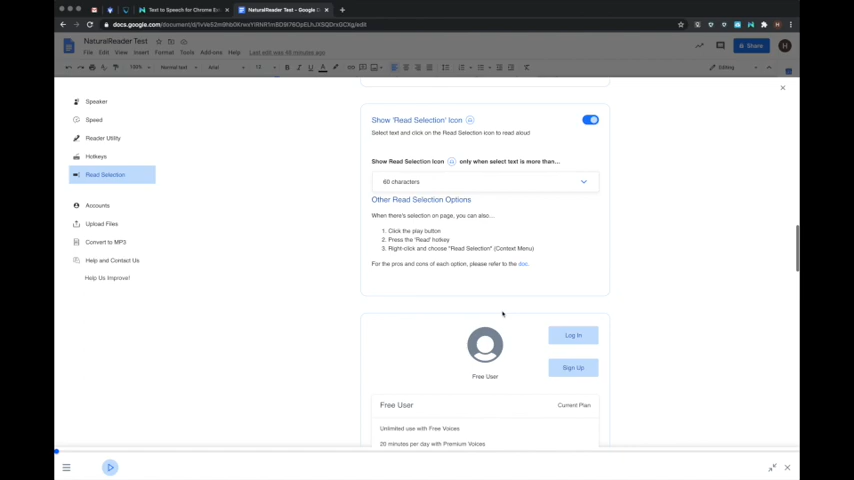 Text to Speech for Chrome Ex
NaturalReader Test - Google D
docs.google.com/document/d/
NaturalReader Test
Share
H
File Edit View Insert Format Tools Add-ons Help Last edit was 48 minutes ago
100% Normal text Arial 12 B I U A Editing
Speaker
Speed
Reader Utility
Hotkeys
Read Selection
Accounts
Upload Files
Convert to MP3
Help and Contact Us
Help Us Improve!
Show 'Read Selection' Icon
Select text and click on the Read Selection icon to read aloud
Show Read Selection Icon only when select text is more than...
60 characters
Other Read Selection Options
When there's selection on page, you can also...
1. Click the play button
2. Press the 'Read' hotkey
3. Right-click and choose "Read Selection" (Context Menu)
For the pros and cons of each option, please refer to the doc.
Log In
Sign Up
Free User
Free User Current Plan
Unlimited use with Free Voices
20 minutes per day with Premium Voices